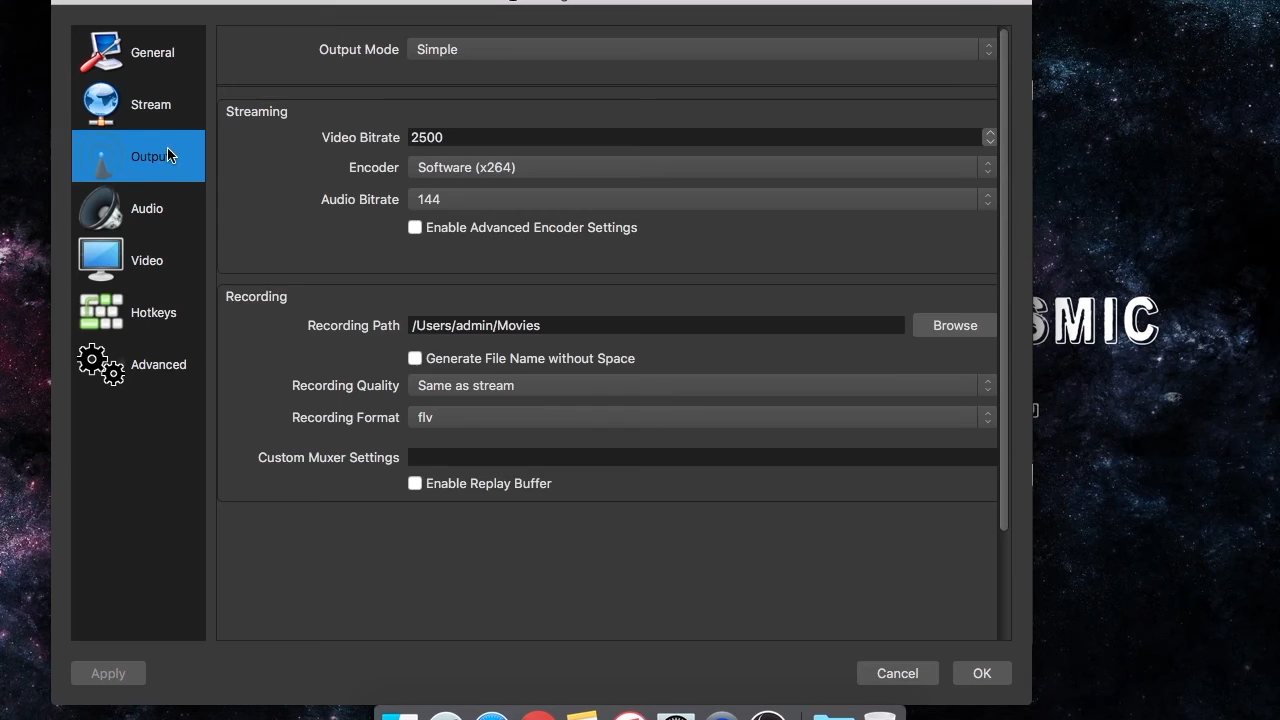 General
Stream
Output
Audio
Video
Hotkeys
Advanced
Output Mode Simple
Streaming
Video Bitrate 2500
Encoder Software (x264)
Audio Bitrate 144
Enable Advanced Encoder Settings
Recording
Recording Path /Users/admin/Movies Browse
Generate File Name without Space
Recording Quality Same as stream
Recording Format flv
Custom Muxer Settings
Enable Replay Buffer
Apply Cancel OK
SMIC